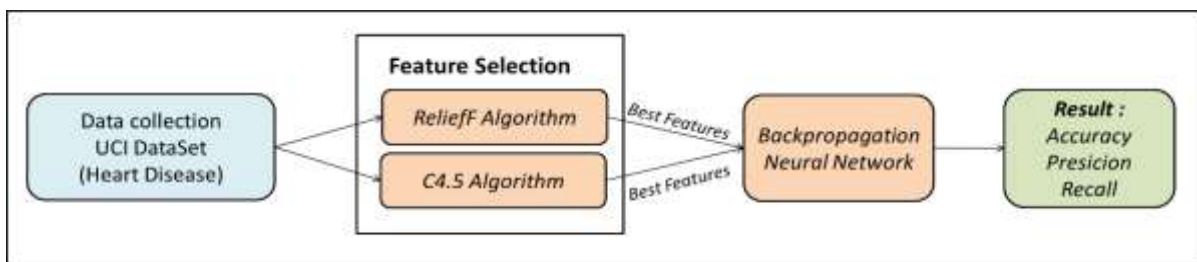 Data collection
UCI DataSet
(Heart Disease)
Feature Selection
ReliefF Algorithm
C4.5 Algorithm
Best Features
Best Features
Backpropagation
Neural Network
Result :
Accuracy
Presicion
Recall